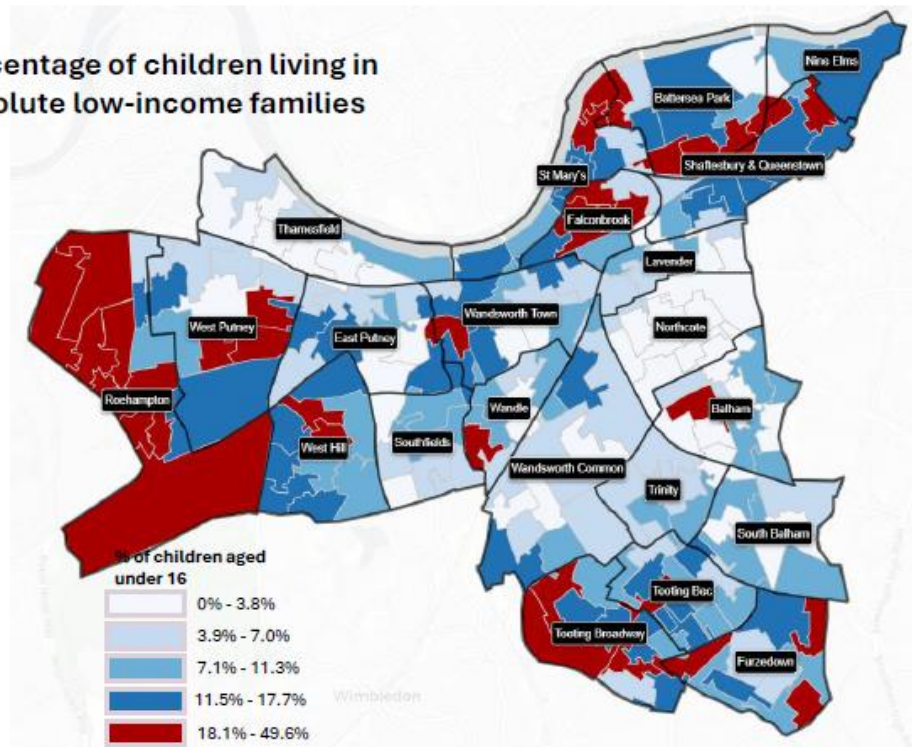 centage of children living in
olute low-income families
Nine Elms
Battersea Park
Shaftesbury & Queenstown
St Mary's
Falconbrook
Thamesfield
Lavender
Wandsworth Town
Northcote
West Putney
East Putney
Roehampton
Wandle
Balham
West Hill
Southfields
Wandsworth Common
Trinity
South Balham
% of children aged
under 16
0% - 3.8%
3.9% - 7.0%
7.1% - 11.3%
11.5% - 17.7%
18.1% - 49.6%
Tooting Bec
Tooting Broadway
Furzedown
Wimbledon